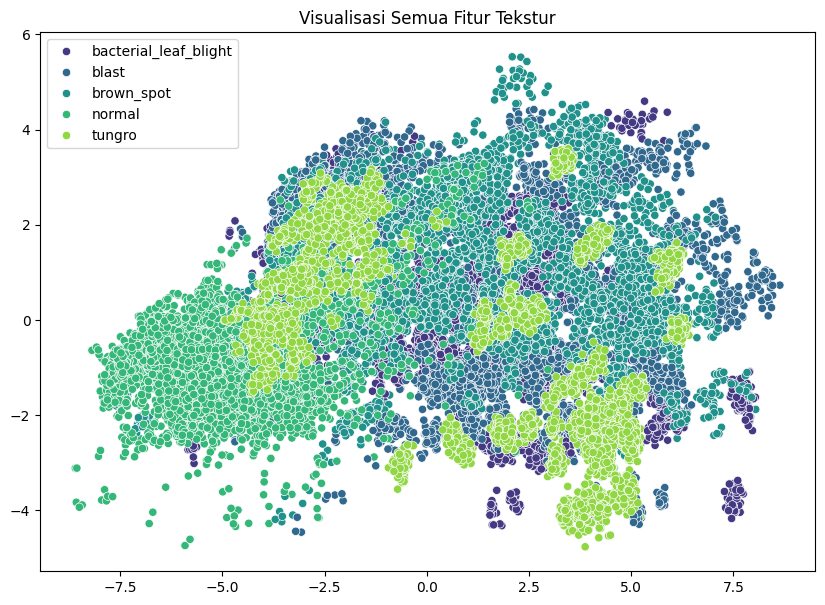 Visualisasi Semua Fitur Tekstur
bacterial_leaf_blight
blast
brown_spot
normal
tungro
6
4
2
0
−2
−4
−7.5
−5.0
−2.5
0.0
2.5
5.0
7.5